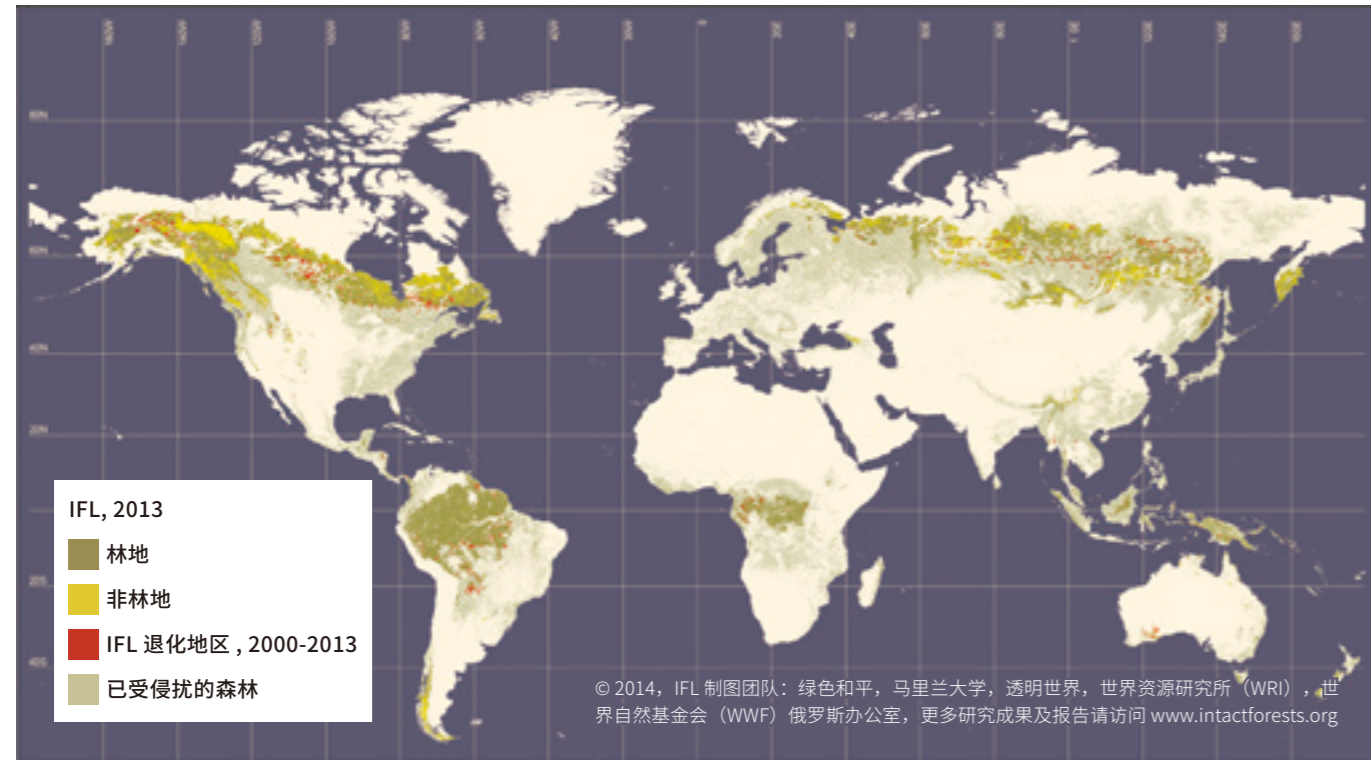 IFL, 2013
林地
非林地
IFL 退化地区 , 2000-2013
已受侵扰的森林
© 2014，IFL 制图团队：绿色和平，马里兰大学，透明世界，世界资源研究所（WRI），世
界自然基金会（WWF）俄罗斯办公室，更多研究成果及报告请访问 www.intactforests.org